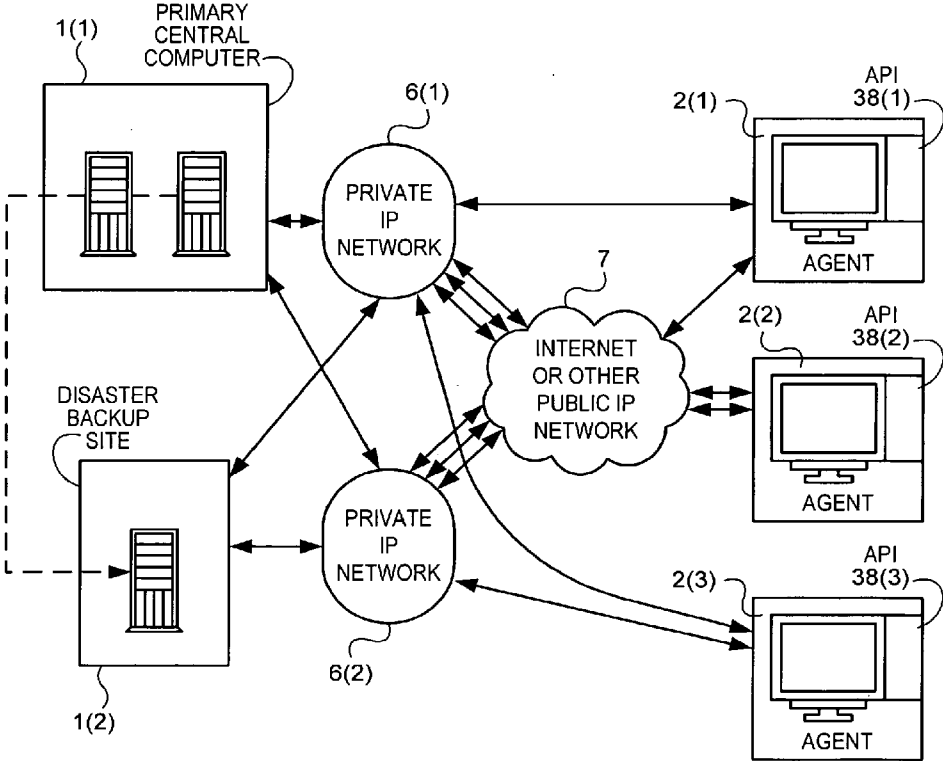 1(1)
PRIMARY
CENTRAL
COMPUTER
6(1)
2(1)
API
38(1)
PRIVATE
IP
NETWORK
AGENT
7
2(2)
API
38(2)
INTERNET
OR OTHER
PUBLIC IP
NETWORK
AGENT
DISASTER
BACKUP
SITE
PRIVATE
IP
NETWORK
2(3)
API
38(3)
6(2)
1(2)
AGENT